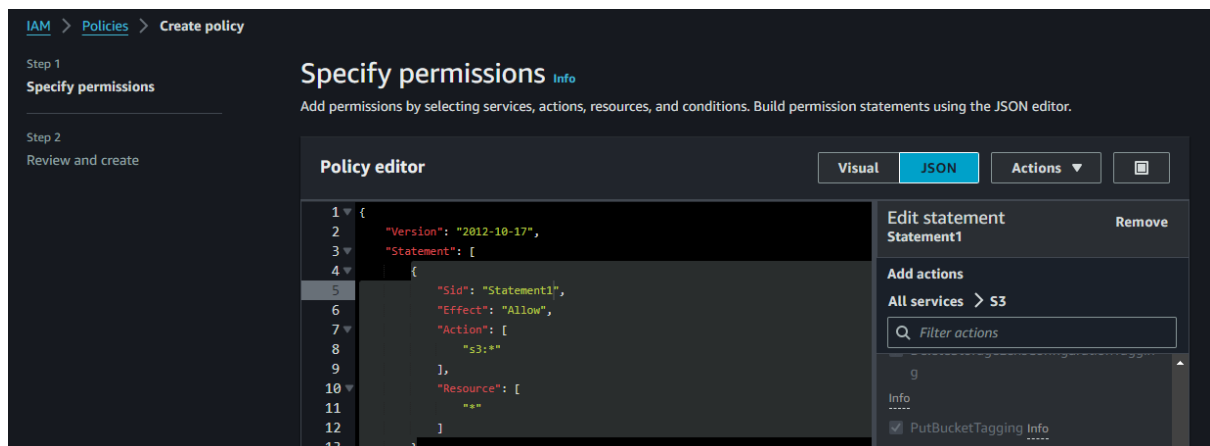 IAM > Policies > Create policy
Step 1
Specify permissions
Step 2
Review and create
Specify permissions Info
Add permissions by selecting services, actions, resources, and conditions. Build permission statements using the JSON editor.
Policy editor
Visual JSON Actions
1 {
2 "Version": "2012-10-17",
3 "Statement": [
4 {
5 "Sid": "Statement1",
6 "Effect": "Allow",
7 "Action": [
8 "s3:*"
9 ],
10 "Resource": [
11 "*"
12 ]
Edit statement Remove
Statement1
Add actions
All services > S3
Filter actions
g
Info
PutBucketTagging Info